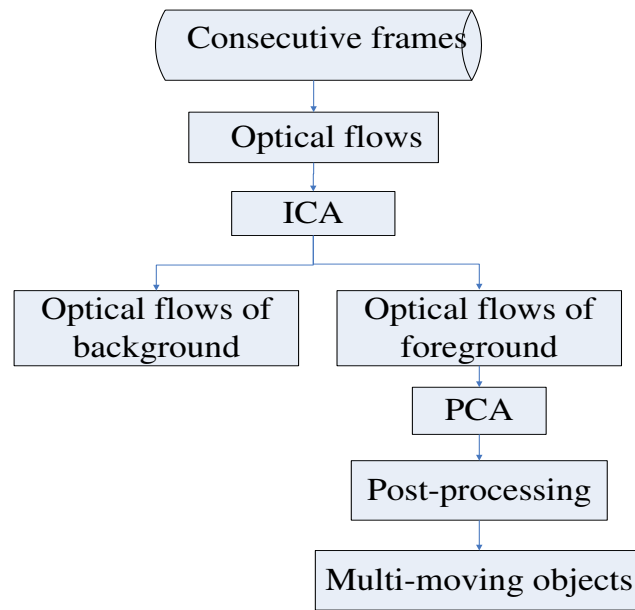 Consecutive frames
Optical flows
ICA
Optical flows of
background
Optical flows of
foreground
PCA
Post-processing
Multi-moving objects